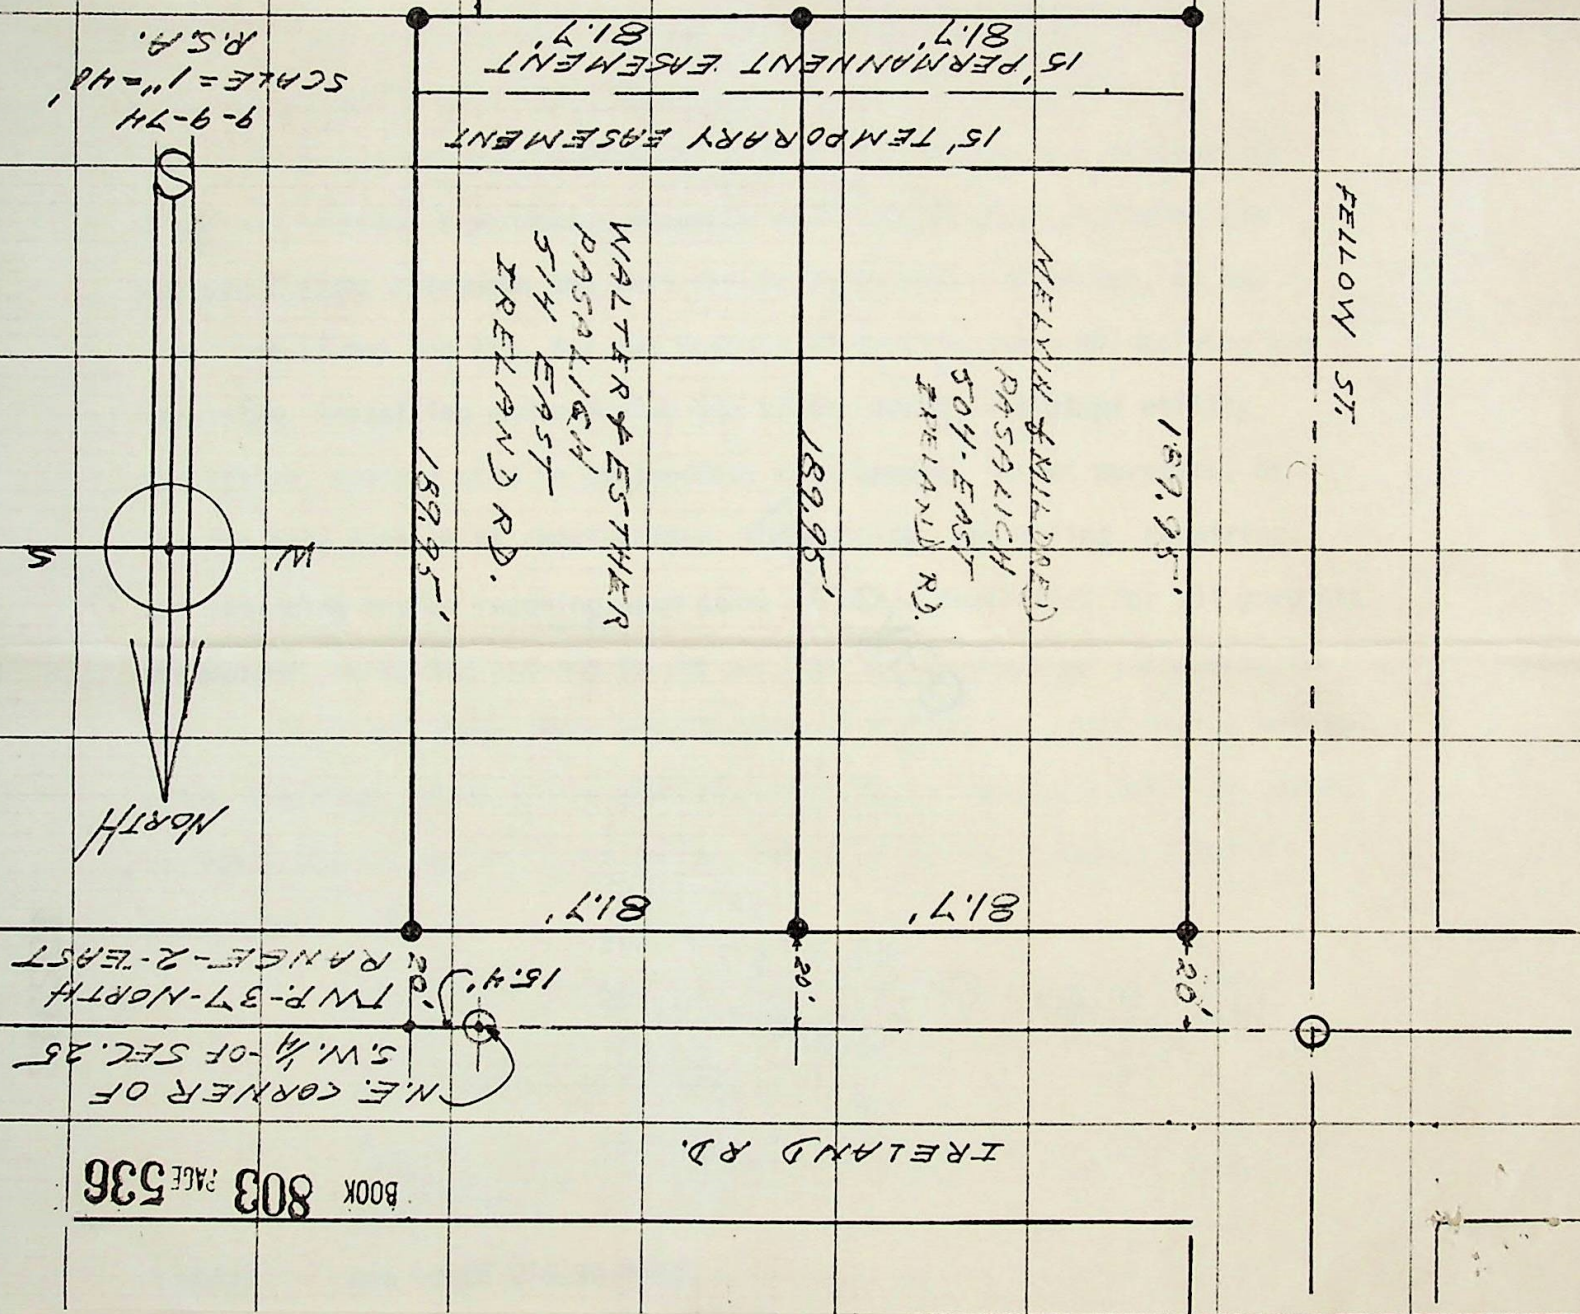 BOOK 803 PAGE 536
IRELAND RD.
N.E. CORNER OF
S.W. ¼-OF SEC. 25
TWP.-37-NORTH
RANGE-2-EAST
15.4'
20'
20'
20'
81.7'
81.7'
NORTH
W
S
9-9-74
SCALE=1"=40'
R.S.A.
FELLOW ST.
189.95'
189.95'
189.95'
MELVIN & MILDRED
PASALICH
504-EAST
IRELAND RD.
WALTER & ESTHER
PASALICH
514 EAST
IRELAND RD.
15' TEMPORARY EASEMENT
15' PERMANNENT EASEMENT
81.7'
81.7'